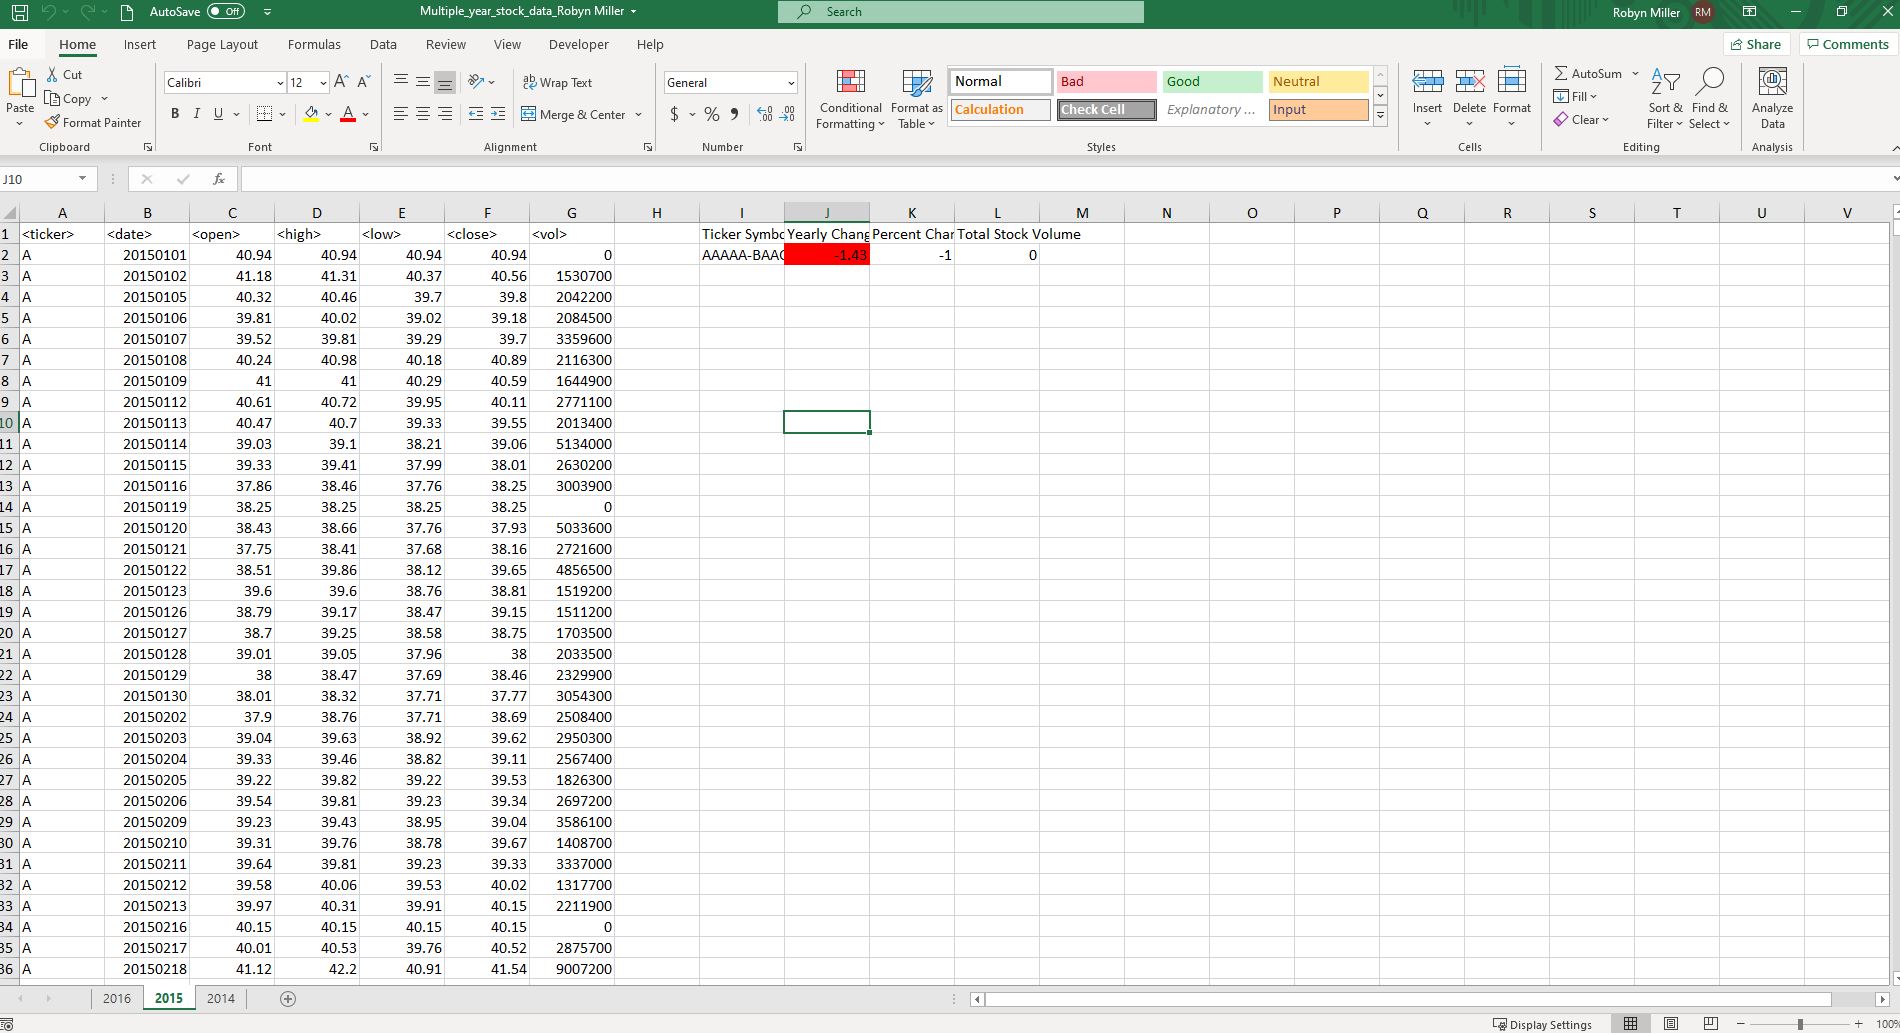 AutoSave Off Multiple_year_stock_data_Robyn Miller Search Robyn Miller RM
File Home Insert Page Layout Formulas Data Review View Developer Help Share Comments
Paste Cut Copy Format Painter
Calibri 12 A A
B I U A
ab Wrap Text
Merge & Center
General
$ % 9
Conditional Formatting Format as Table
Normal Bad Good Neutral
Calculation Check Cell Explanatory ... Input
Insert Delete Format
AutoSum Fill Clear
Sort & Filter Find & Select
Analyze Data
Clipboard Font Alignment Number Styles Cells Editing Analysis
J10 fx
A B C D E F G H I J K L M N O P Q R S T U V
1 <ticker> <date> <open> <high> <low> <close> <vol> Ticker Symbo Yearly Chang Percent Char Total Stock Volume
2 A 20150101 40.94 40.94 40.94 40.94 0 AAAAA-BAAC -1.43 -1 0
3 A 20150102 41.18 41.31 40.37 40.56 1530700
4 A 20150105 40.32 40.46 39.7 39.8 2042200
5 A 20150106 39.81 40.02 39.02 39.18 2084500
6 A 20150107 39.52 39.81 39.29 39.7 3359600
7 A 20150108 40.24 40.98 40.18 40.89 2116300
8 A 20150109 41 41 40.29 40.59 1644900
9 A 20150112 40.61 40.72 39.95 40.11 2771100
10 A 20150113 40.47 40.7 39.33 39.55 2013400
11 A 20150114 39.03 39.1 38.21 39.06 5134000
12 A 20150115 39.33 39.41 37.99 38.01 2630200
13 A 20150116 37.86 38.46 37.76 38.25 3003900
14 A 20150119 38.25 38.25 38.25 38.25 0
15 A 20150120 38.43 38.66 37.76 37.93 5033600
16 A 20150121 37.75 38.41 37.68 38.16 2721600
17 A 20150122 38.51 39.86 38.12 39.65 4856500
18 A 20150123 39.6 39.6 38.76 38.81 1519200
19 A 20150126 38.79 39.17 38.47 39.15 1511200
20 A 20150127 38.7 39.25 38.58 38.75 1703500
21 A 20150128 39.01 39.05 37.96 38 2033500
22 A 20150129 38 38.47 37.69 38.46 2329900
23 A 20150130 38.01 38.32 37.71 37.77 3054300
24 A 20150202 37.9 38.76 37.71 38.69 2508400
25 A 20150203 39.04 39.63 38.92 39.62 2950300
26 A 20150204 39.33 39.46 38.82 39.11 2567400
27 A 20150205 39.22 39.82 39.22 39.53 1826300
28 A 20150206 39.54 39.81 39.23 39.34 2697200
29 A 20150209 39.23 39.43 38.95 39.04 3586100
30 A 20150210 39.31 39.76 38.78 39.67 1408700
31 A 20150211 39.64 39.81 39.23 39.33 3337000
32 A 20150212 39.58 40.06 39.53 40.02 1317700
33 A 20150213 39.97 40.31 39.91 40.15 2211900
34 A 20150216 40.15 40.15 40.15 40.15 0
35 A 20150217 40.01 40.53 39.76 40.52 2875700
36 A 20150218 41.12 42.2 40.91 41.54 9007200
2016 2015 2014
Display Settings 100%